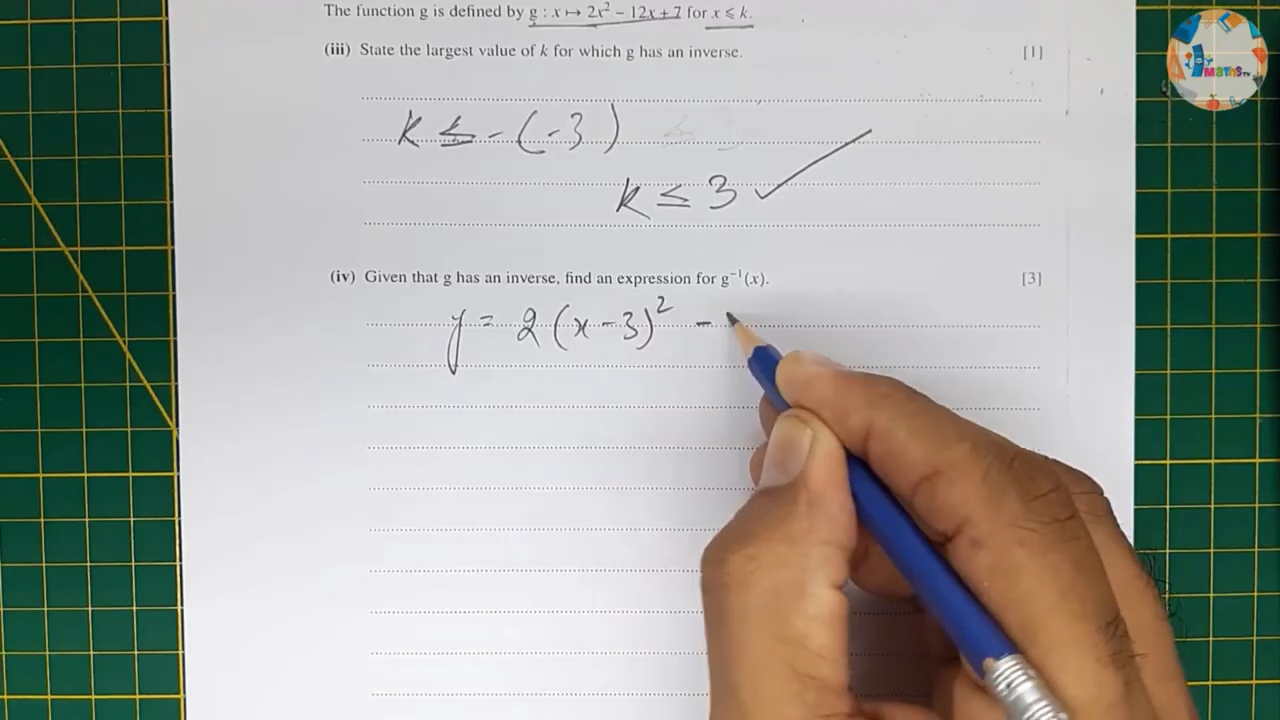 The function g is defined by g : x ↦ 2x² − 12x + 7 for x ⩽ k.
(iii) State the largest value of k for which g has an inverse. [1]
k ≤ -(-3)
k ≤ 3 ✓
(iv) Given that g has an inverse, find an expression for g⁻¹(x). [3]
y = 2(x-3)² -
MATHS TV